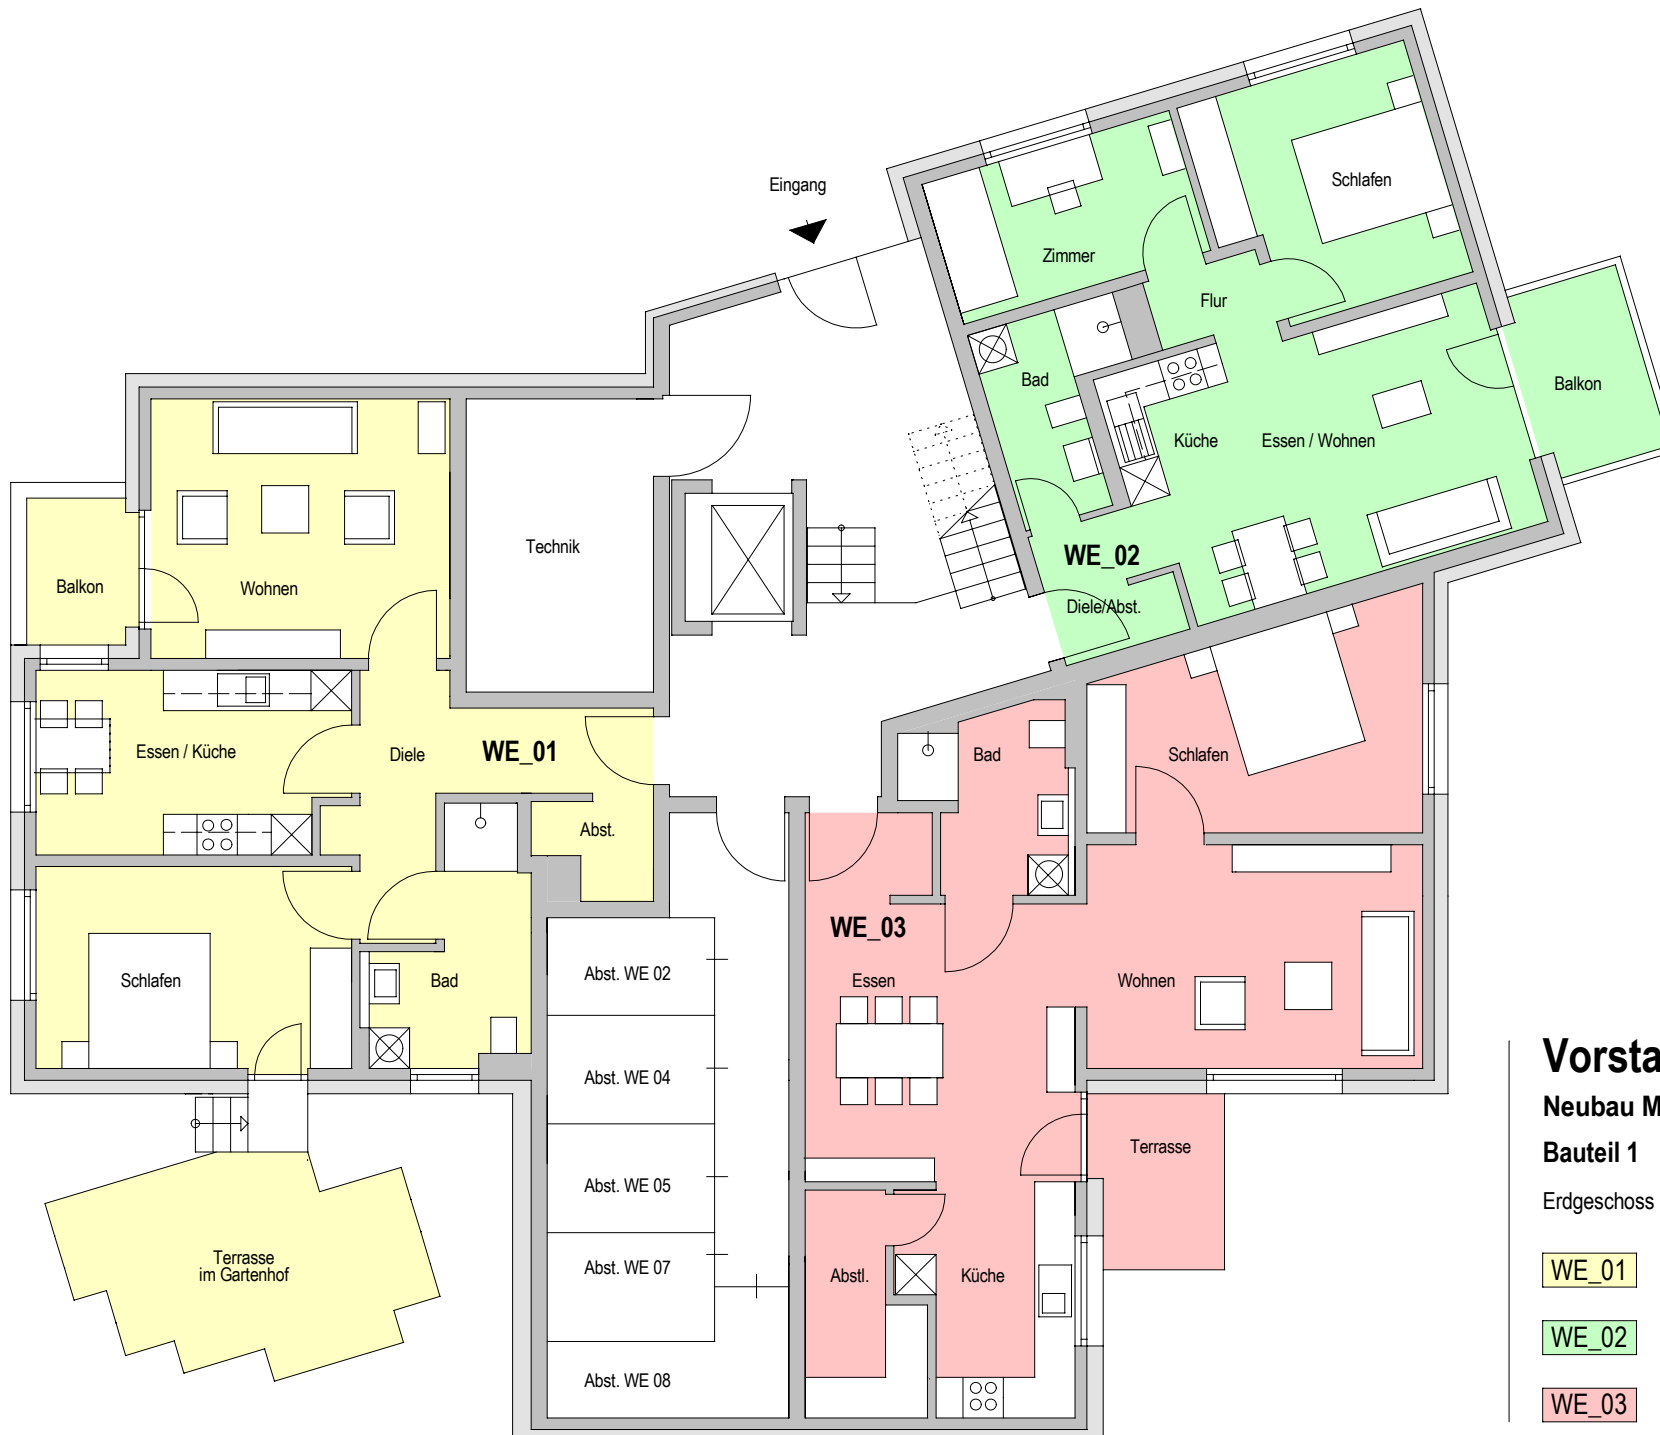 Eingang
Schlafen
Zimmer
Flur
Bad
Balkon
Küche
Essen / Wohnen
Technik
WE_02
Balkon
Wohnen
Diele/Abst.
Essen / Küche
Diele
WE_01
Bad
Schlafen
Abst.
WE_03
Schlafen
Bad
Abst. WE 02
Essen
Wohnen
Abst. WE 04
Terrasse
Abst. WE 05
Terrasse
im Gartenhof
Abst. WE 07
Abstl.
Küche
Abst. WE 08
Neubau M
Bauteil 1
Erdgeschoss
WE_01
WE_02
WE_03